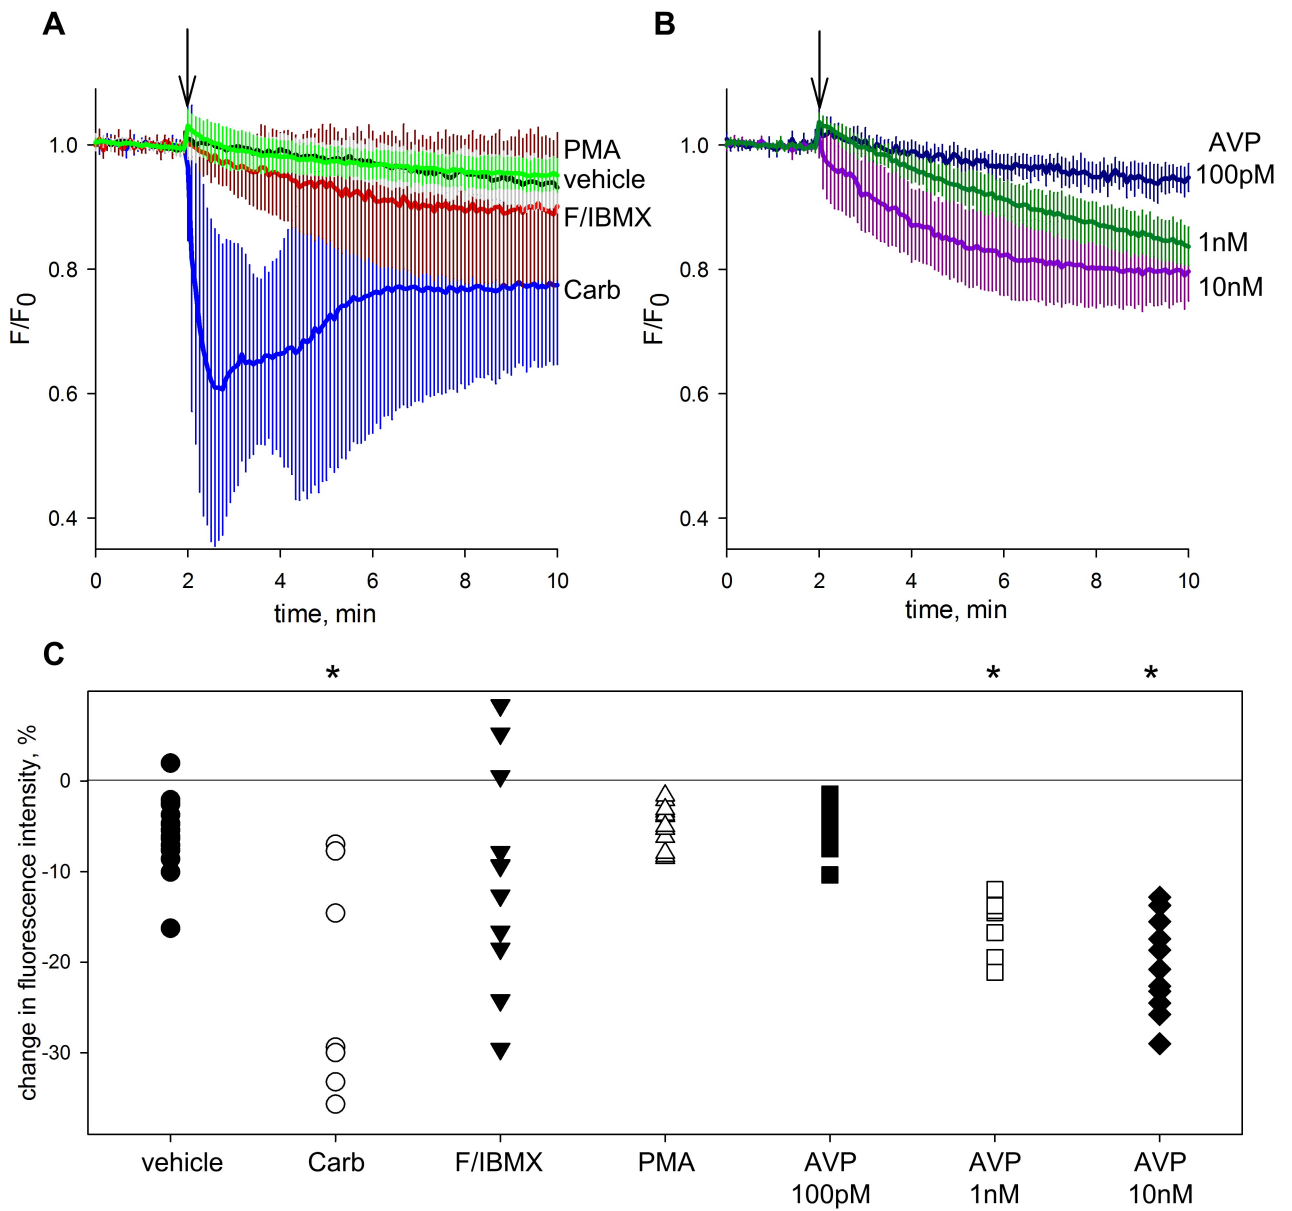 A
1.0
0.8
0.6
0.4
F/F0
0 2 4 6 8 10
time, min
PMA
vehicle
F/IBMX
Carb
B
1.0
0.8
0.6
0.4
F/F0
0 2 4 6 8 10
time, min
AVP
100pM
1nM
10nM
C
* * *
change in fluorescence intensity, %
0
-10
-20
-30
vehicle Carb F/IBMX PMA AVP AVP AVP
100pM 1nM 10nM